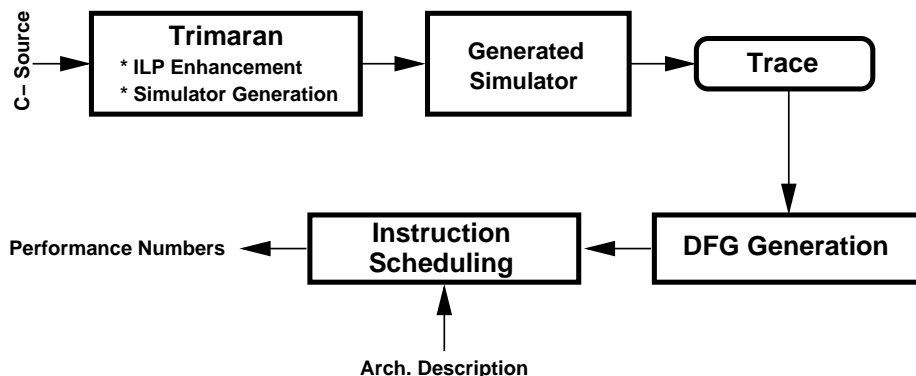 C– Source
Trimaran
* ILP Enhancement
* Simulator Generation
Generated
Simulator
Trace
Performance Numbers
Instruction
Scheduling
DFG Generation
Arch. Description